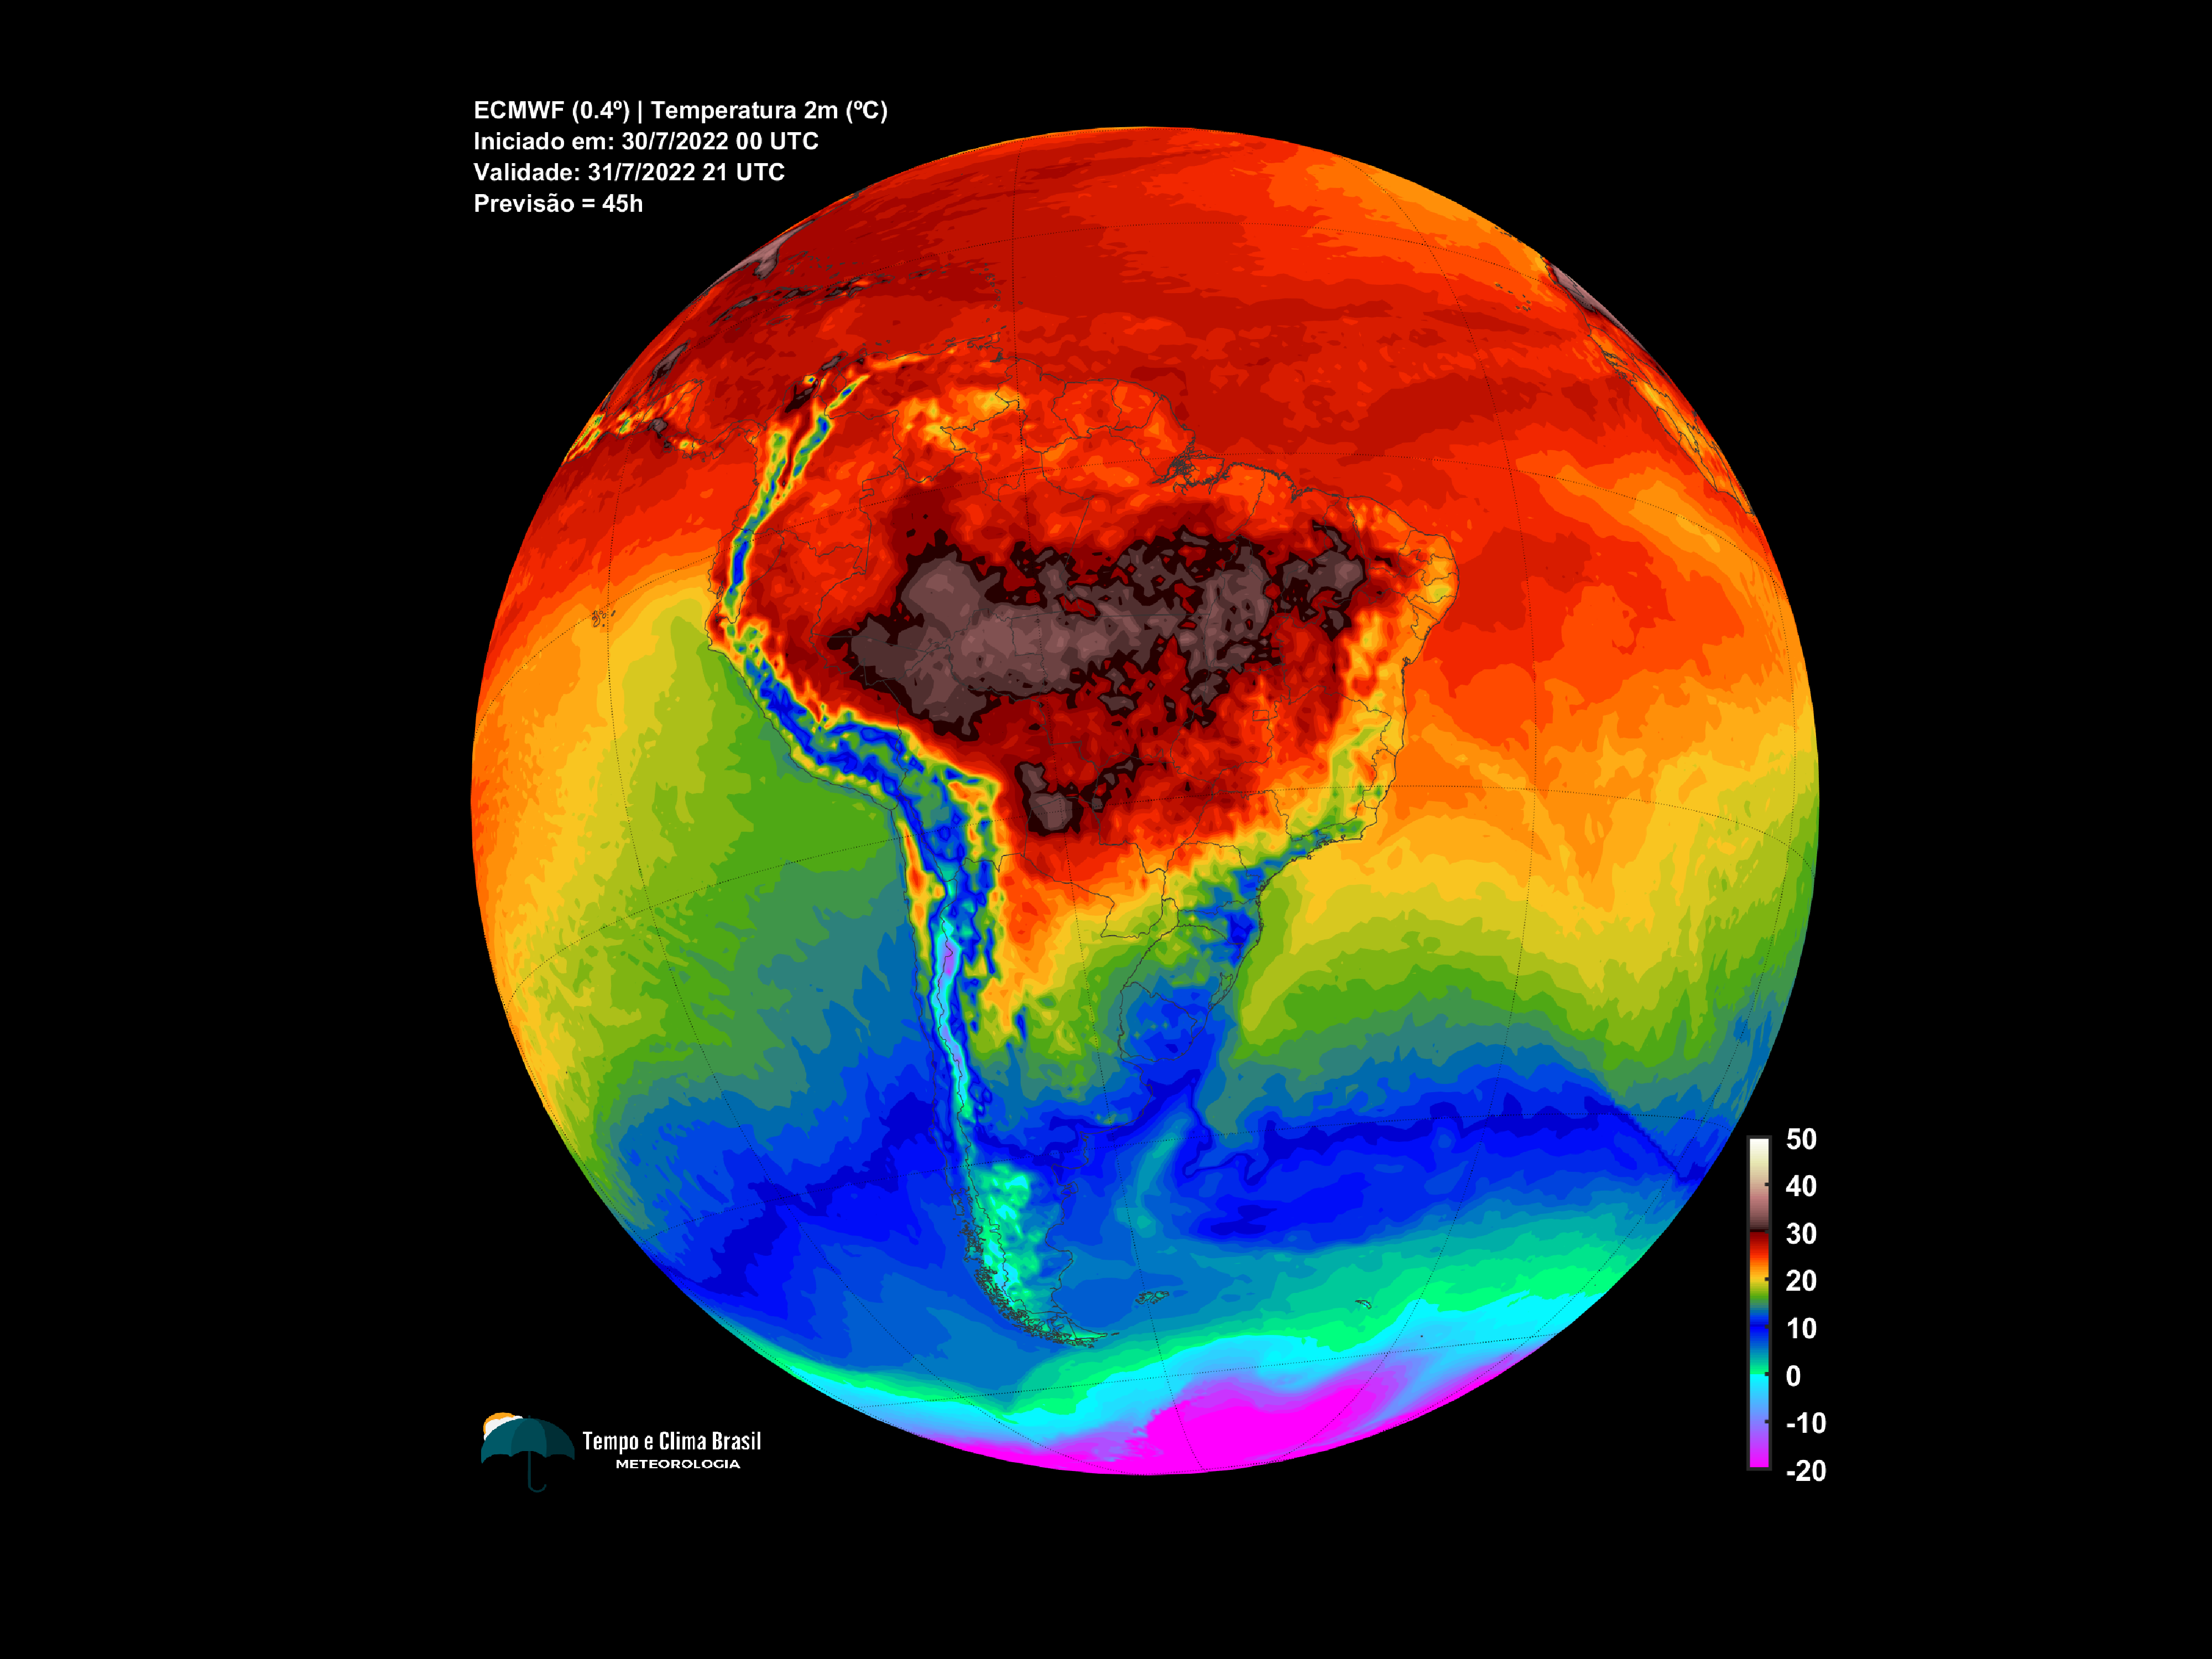 ECMWF (0.4º) | Temperatura 2m (ºC)
Iniciado em: 30/7/2022 00 UTC
Validade: 31/7/2022 21 UTC
Previsão = 45h
50
40
30
20
10
0
-10
-20
Tempo e Clima Brasil
METEOROLOGIA